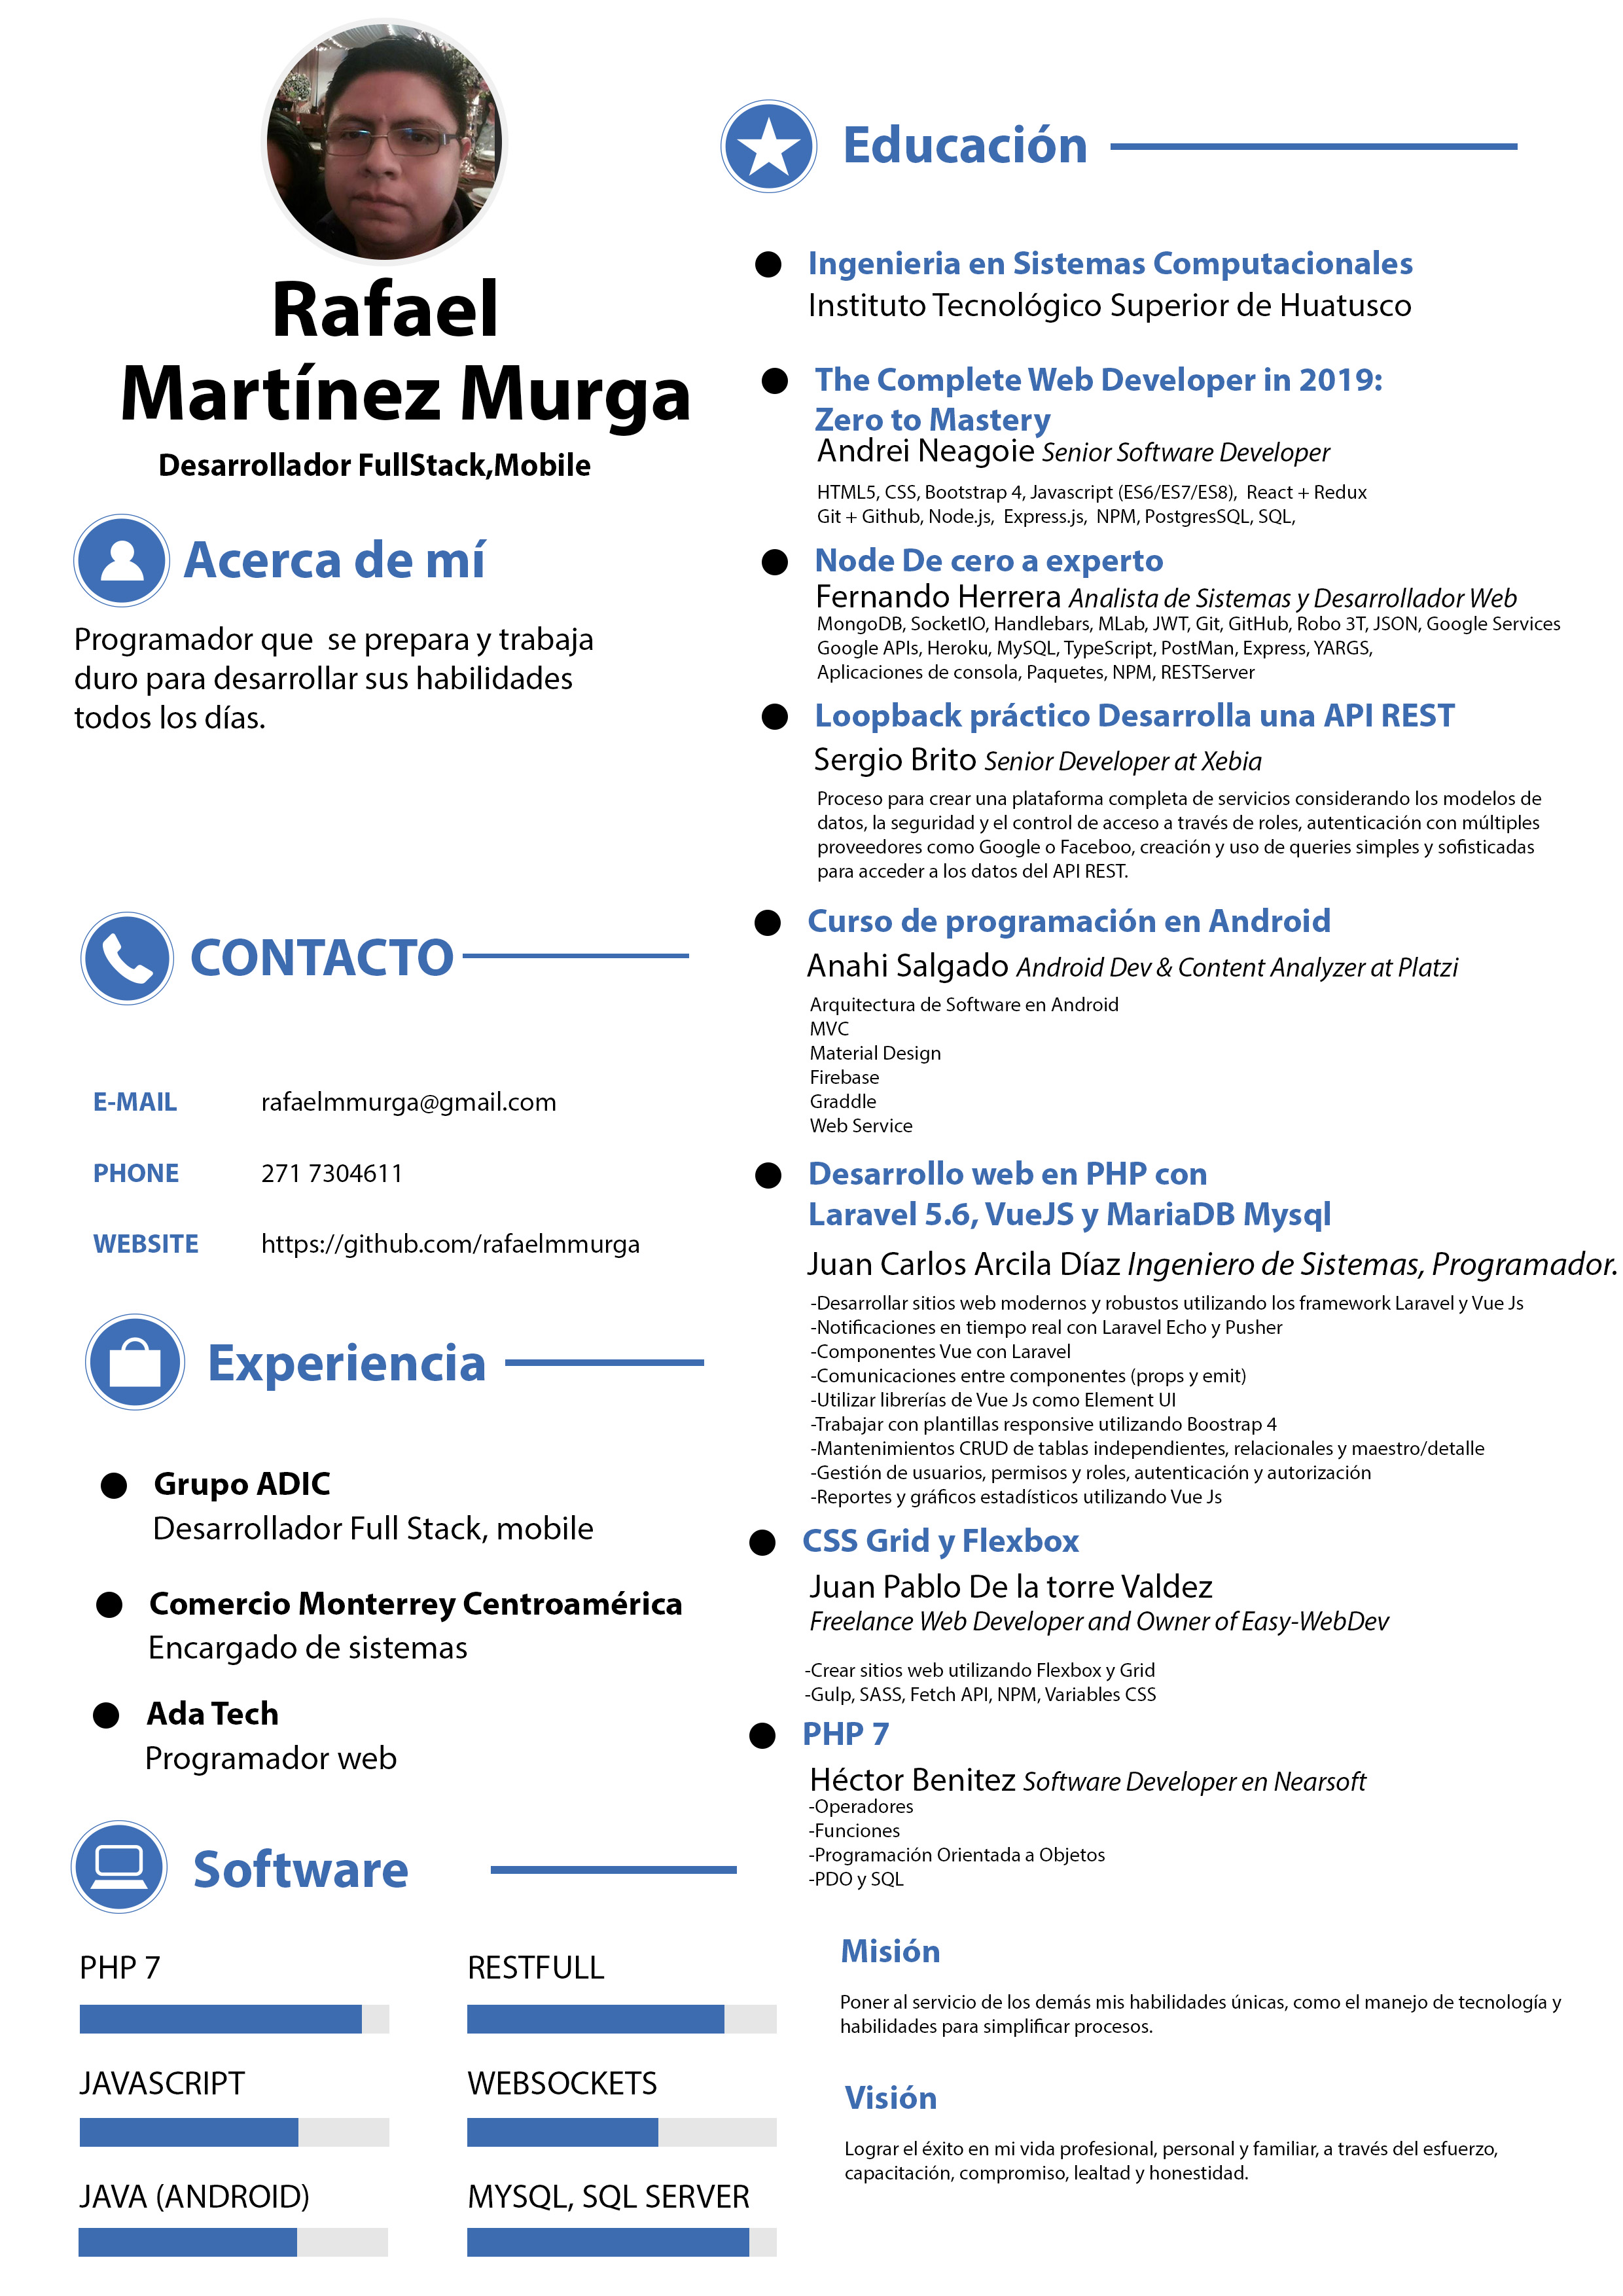 Rafael
Martínez Murga
Desarrollador FullStack,Mobile
Acerca de mí
Programador que  se prepara y trabaja
duro para desarrollar sus habilidades
todos los días.
CONTACTO
E-MAIL rafaelmmurga@gmail.com
PHONE 271 7304611
WEBSITE https://github.com/rafaelmmurga
Experiencia
Grupo ADIC
Desarrollador Full Stack, mobile
Comercio Monterrey Centroamérica
Encargado de sistemas
Ada Tech
Programador web
Software
PHP 7
RESTFULL
JAVASCRIPT
WEBSOCKETS
JAVA (ANDROID)
MYSQL, SQL SERVER
Educación
Ingenieria en Sistemas Computacionales
Instituto Tecnológico Superior de Huatusco
The Complete Web Developer in 2019:
Zero to Mastery
Andrei Neagoie Senior Software Developer
HTML5, CSS, Bootstrap 4, Javascript (ES6/ES7/ES8),  React + Redux
Git + Github, Node.js,  Express.js,  NPM, PostgresSQL, SQL,
Node De cero a experto
Fernando Herrera Analista de Sistemas y Desarrollador Web
MongoDB, SocketIO, Handlebars, MLab, JWT, Git, GitHub, Robo 3T, JSON, Google Services
Google APIs, Heroku, MySQL, TypeScript, PostMan, Express, YARGS,
Aplicaciones de consola, Paquetes, NPM, RESTServer
Loopback práctico Desarrolla una API REST
Sergio Brito Senior Developer at Xebia
Proceso para crear una plataforma completa de servicios considerando los modelos de
datos, la seguridad y el control de acceso a través de roles, autenticación con múltiples
proveedores como Google o Faceboo, creación y uso de queries simples y sofisticadas
para acceder a los datos del API REST.
Curso de programación en Android
Anahi Salgado Android Dev & Content Analyzer at Platzi
Arquitectura de Software en Android
MVC
Material Design
Firebase
Graddle
Web Service
Desarrollo web en PHP con
Laravel 5.6, VueJS y MariaDB Mysql
Juan Carlos Arcila Díaz Ingeniero de Sistemas, Programador.
-Desarrollar sitios web modernos y robustos utilizando los framework Laravel y Vue Js
-Notificaciones en tiempo real con Laravel Echo y Pusher
-Componentes Vue con Laravel
-Comunicaciones entre componentes (props y emit)
-Utilizar librerías de Vue Js como Element UI
-Trabajar con plantillas responsive utilizando Boostrap 4
-Mantenimientos CRUD de tablas independientes, relacionales y maestro/detalle
-Gestión de usuarios, permisos y roles, autenticación y autorización
-Reportes y gráficos estadísticos utilizando Vue Js
CSS Grid y Flexbox
Juan Pablo De la torre Valdez
Freelance Web Developer and Owner of Easy-WebDev
-Crear sitios web utilizando Flexbox y Grid
-Gulp, SASS, Fetch API, NPM, Variables CSS
PHP 7
Héctor Benitez Software Developer en Nearsoft
-Operadores
-Funciones
-Programación Orientada a Objetos
-PDO y SQL
Misión
Poner al servicio de los demás mis habilidades únicas, como el manejo de tecnología y
habilidades para simplificar procesos.
Visión
Lograr el éxito en mi vida profesional, personal y familiar, a través del esfuerzo,
capacitación, compromiso, lealtad y honestidad.